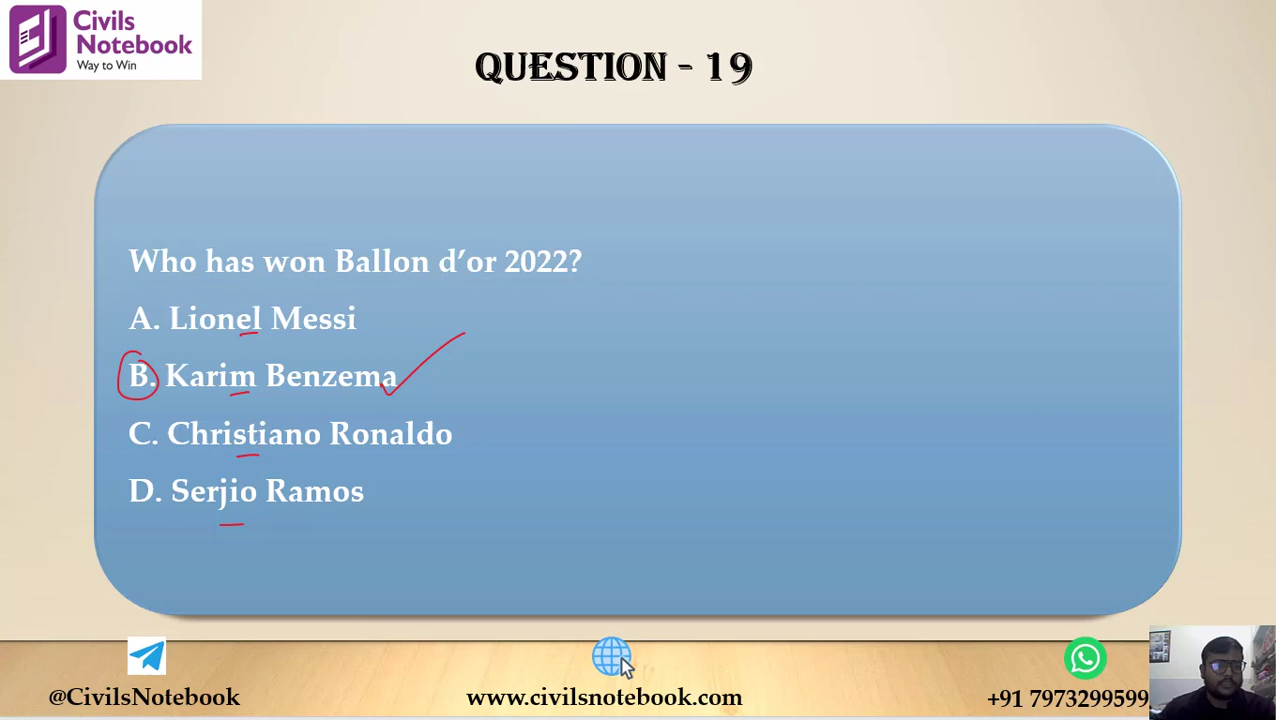 Civils
Notebook
Way to Win
QUESTION - 19
Who has won Ballon d’or 2022?
A. Lionel Messi
B. Karim Benzema
C. Christiano Ronaldo
D. Serjio Ramos
@CivilsNotebook
www.civilsnotebook.com
+91 7973299599